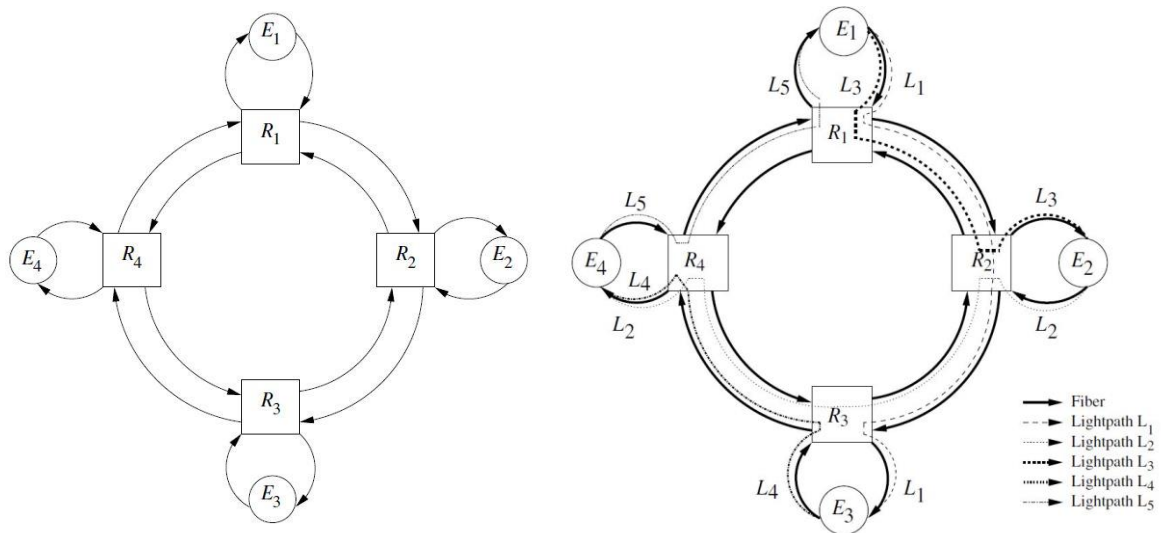 E1
R1
R4
R2
E4
E2
R3
E3
E1
L5
L3
L1
R1
L5
L3
E4
R4
R2
E2
L4
L2
L2
R3
L4
L1
E3
Fiber
Lightpath L1
Lightpath L2
Lightpath L3
Lightpath L4
Lightpath L5